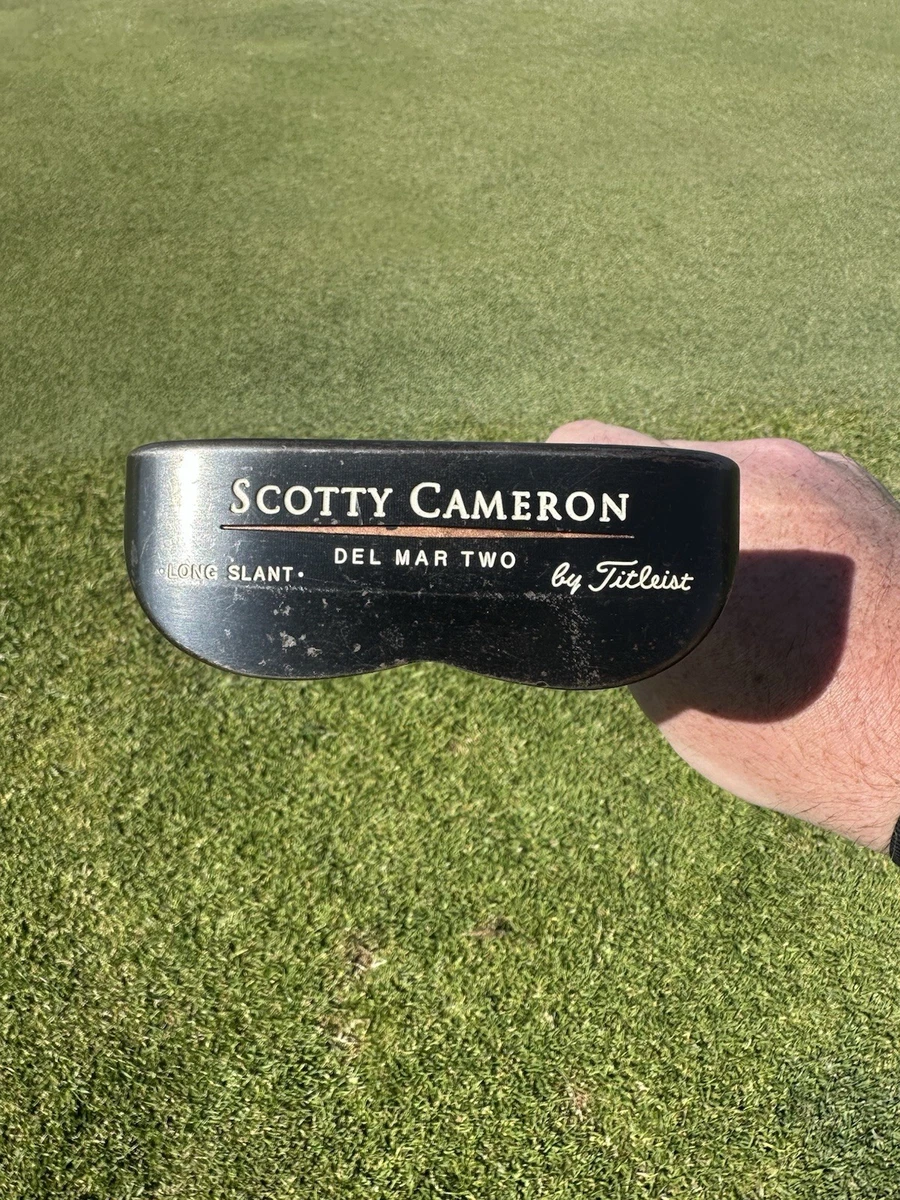 SCOTTY CAMERON
DEL MAR TWO
·LONG SLANT·
by Titleist